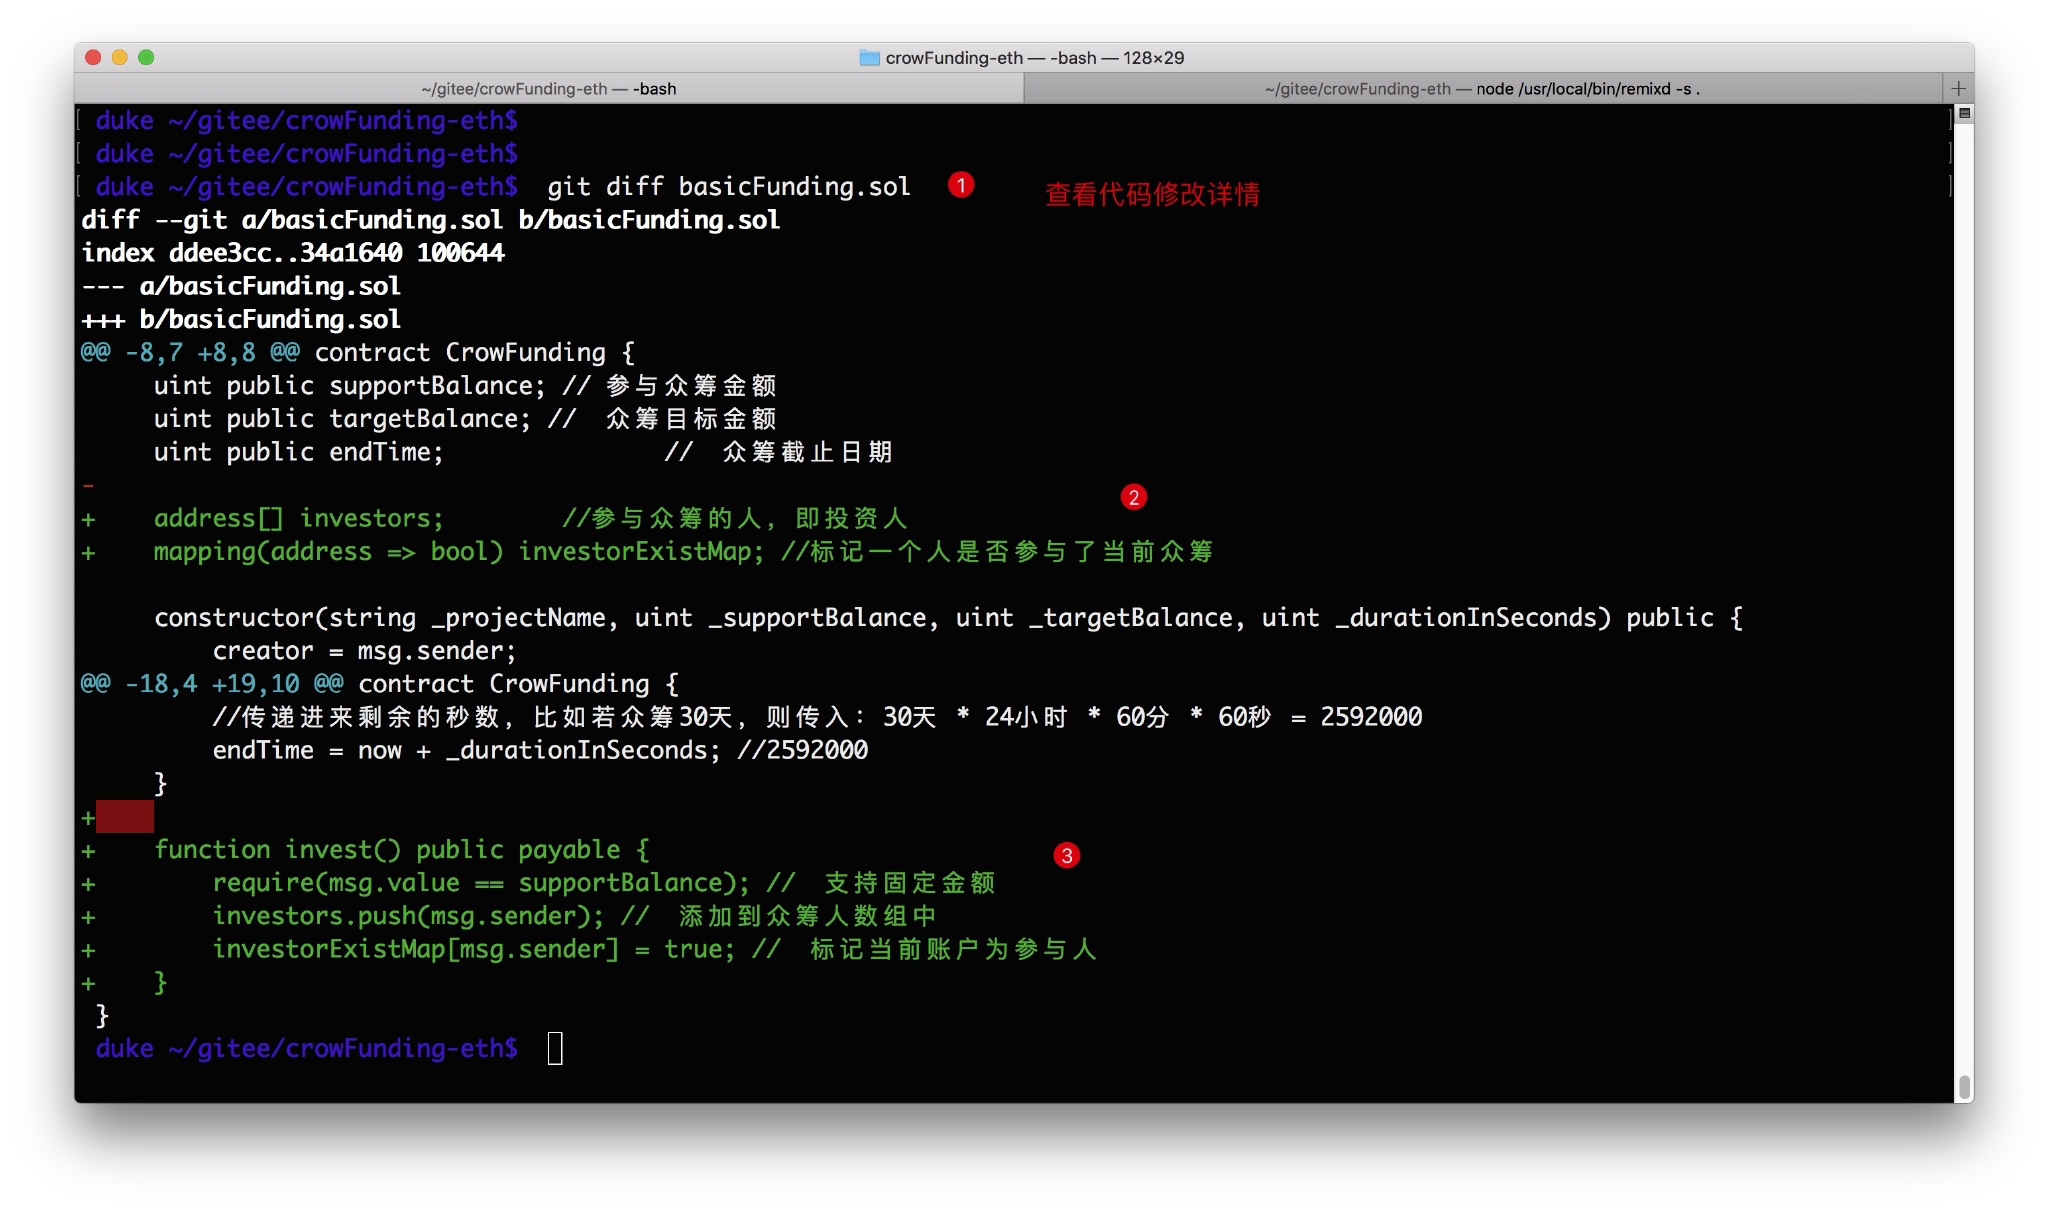 crowFunding-eth — -bash — 128×29
~/gitee/crowFunding-eth — -bash
~/gitee/crowFunding-eth — node /usr/local/bin/remixd -s .
+
[ duke ~/gitee/crowFunding-eth$ ]
[ duke ~/gitee/crowFunding-eth$ ]
[ duke ~/gitee/crowFunding-eth$  git diff basicFunding.sol 1 查看代码修改详情 ]
diff --git a/basicFunding.sol b/basicFunding.sol
index ddee3cc..34a1640 100644
--- a/basicFunding.sol
+++ b/basicFunding.sol
@@ -8,7 +8,8 @@ contract CrowFunding {
     uint public supportBalance; // 参与众筹金额
     uint public targetBalance; //  众筹目标金额
     uint public endTime;               //  众筹截止日期
-
2
+    address[] investors;        //参与众筹的人，即投资人
+    mapping(address => bool) investorExistMap; //标记一个人是否参与了当前众筹
     constructor(string _projectName, uint _supportBalance, uint _targetBalance, uint _durationInSeconds) public {
         creator = msg.sender;
@@ -18,4 +19,10 @@ contract CrowFunding {
         //传递进来剩余的秒数，比如若众筹30天，则传入：30天 * 24小时 * 60分 * 60秒 = 2592000
         endTime = now + _durationInSeconds; //2592000
     }
+
+    function invest() public payable { 3
+        require(msg.value == supportBalance); //  支持固定金额
+        investors.push(msg.sender); //  添加到众筹人数组中
+        investorExistMap[msg.sender] = true; //  标记当前账户为参与人
+    }
 }
 duke ~/gitee/crowFunding-eth$